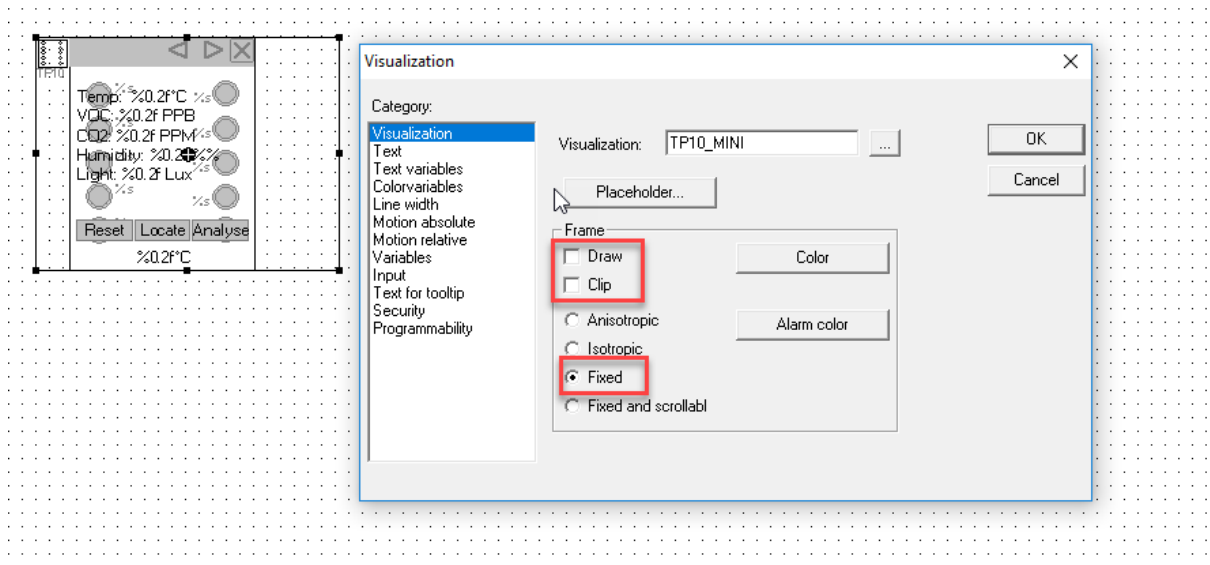 TP10
Temp: %0.2f°C %s
%s
VOC: %0.2f PPB
CO2: %0.2f PPM %s
Humidity: %0.2f %%
Light: %0.2f Lux %s
%s
%s
Reset Locate Analyse
%0.2f°C
Visualization
Category:
Visualization
Text
Text variables
Colorvariables
Line width
Motion absolute
Motion relative
Variables
Input
Text for tooltip
Security
Programmability
Visualization: TP10_MINI ...
Placeholder...
Frame
Draw
Clip
Anisotropic
Isotropic
Fixed
Fixed and scrollabl
Color
Alarm color
OK
Cancel